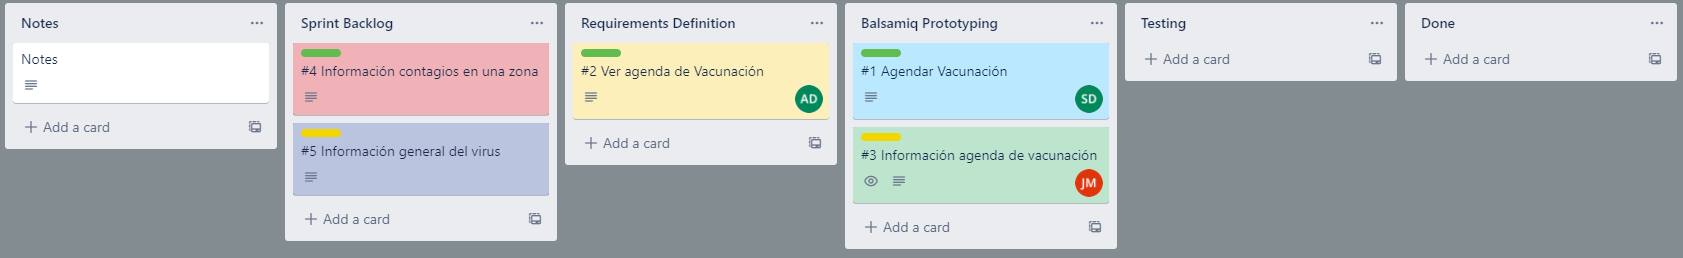 Notes
Notes
Add a card
Sprint Backlog
#4 Información contagios en una zona
#5 Información general del virus
Add a card
Requirements Definition
#2 Ver agenda de Vacunación
AD
Add a card
Balsamiq Prototyping
#1 Agendar Vacunación
SD
#3 Información agenda de vacunación
JM
Add a card
Testing
Add a card
Done
Add a card